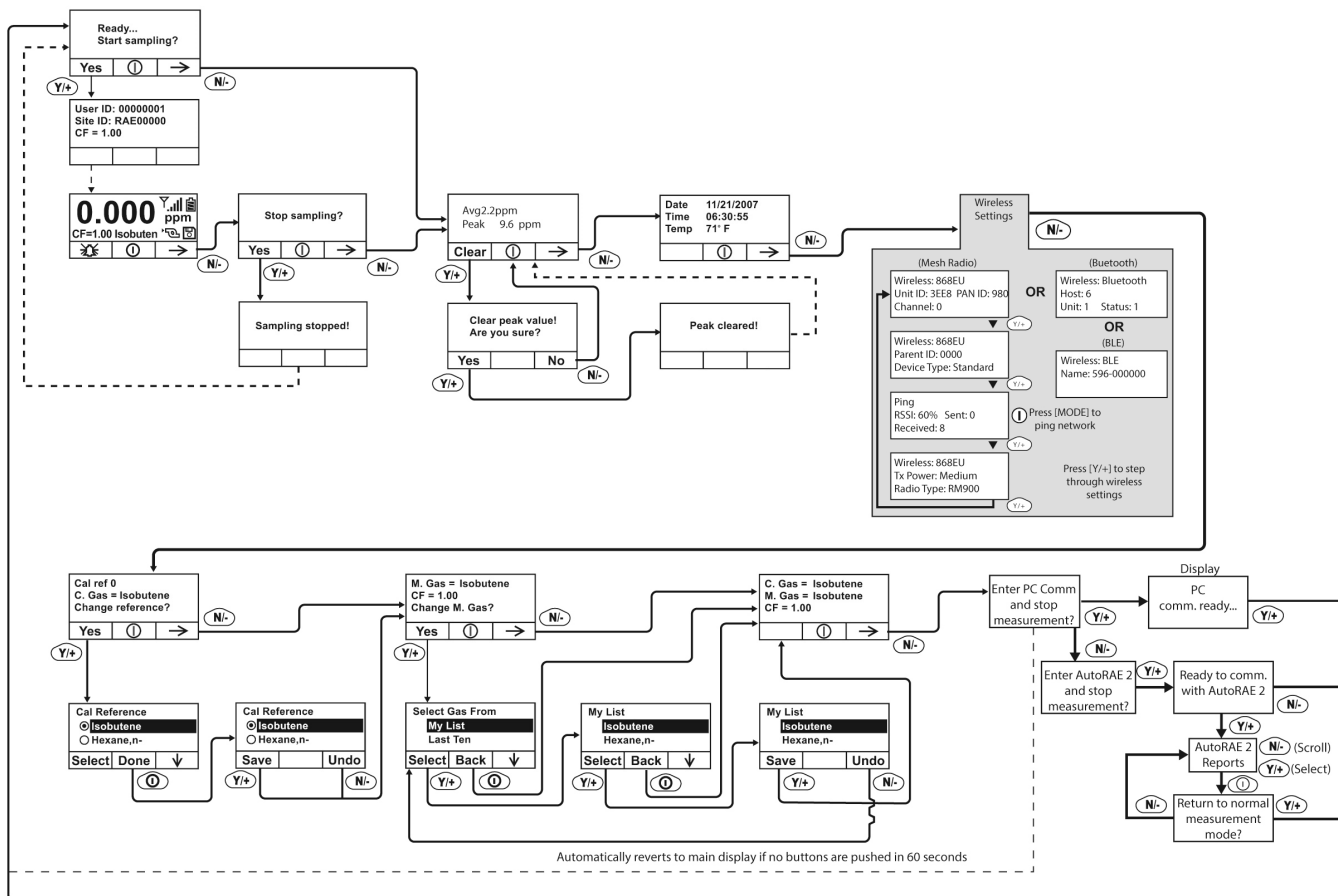 Ready...
Start sampling?
Yes →
N/-
Y/+
User ID: 00000001
Site ID: RAE00000
CF = 1.00
0.000 ppm
CF=1.00 Isobuten
→
N/-
Stop sampling?
Yes →
N/-
Y/+
Sampling stopped!
Avg2.2ppm
Peak 9.6 ppm
Clear →
N/-
Y/+
Clear peak value!
Are you sure?
Yes No
N/-
Y/+
Peak cleared!
Date 11/21/2007
Time 06:30:55
Temp 71° F
→
N/-
Wireless
Settings
N/-
(Mesh Radio)
Wireless: 868EU
Unit ID: 3EE8 PAN ID: 980
Channel: 0
Y/+
Wireless: 868EU
Parent ID: 0000
Device Type: Standard
Y/+
Ping
RSSI: 60% Sent: 0
Received: 8
Press [MODE] to
ping network
Y/+
Wireless: 868EU
Tx Power: Medium
Radio Type: RM900
Y/+
OR
(Buetooth)
Wireless: Bluetooth
Host: 6
Unit: 1 Status: 1
OR
(BLE)
Wireless: BLE
Name: 596-000000
Press [Y/+] to step
through wireless
settings
Cal ref 0
C. Gas = Isobutene
Change reference?
Yes →
N/-
Y/+
Cal Reference
Isobutene
Hexane,n-
Select Done ↓
Cal Reference
Isobutene
Hexane,n-
Save Undo
Y/+ N/-
M. Gas = Isobutene
CF = 1.00
Change M. Gas?
Yes →
N/-
Y/+
Select Gas From
My List
Last Ten
Select Back ↓
Y/+
My List
Isobutene
Hexane,n-
Select Back ↓
Y/+
My List
Isobutene
Hexane,n-
Save Undo
Y/+ N/-
C. Gas = Isobutene
M. Gas = Isobutene
CF = 1.00
→
N/-
Enter PC Comm
and stop
measurement?
Y/+
N/-
Display
PC
comm. ready...
Y/+
Enter AutoRAE 2
and stop
measurement?
Y/+
Ready to comm.
with AutoRAE 2
N/-
Y/+
AutoRAE 2
Reports
N/- (Scroll)
Y/+ (Select)
Return to normal
measurement
mode?
N/-
Y/+
Automatically reverts to main display if no buttons are pushed in 60 seconds